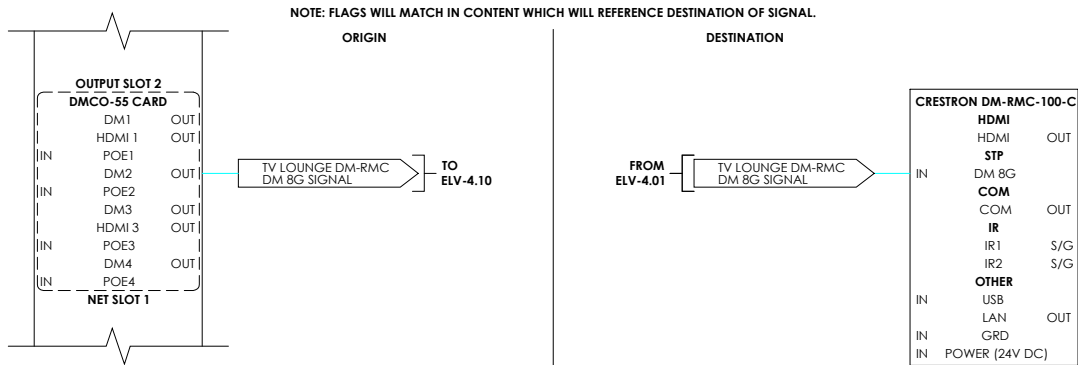 NOTE: FLAGS WILL MATCH IN CONTENT WHICH WILL REFERENCE DESTINATION OF SIGNAL.
ORIGIN
OUTPUT SLOT 2
DMCO-55 CARD
DM1 OUT
HDMI 1 OUT
IN POE1
DM2 OUT
IN POE2
DM3 OUT
HDMI 3 OUT
IN POE3
DM4 OUT
IN POE4
NET SLOT 1
TV LOUNGE DM-RMC
DM 8G SIGNAL
TO
ELV-4.10
DESTINATION
FROM
ELV-4.01
TV LOUNGE DM-RMC
DM 8G SIGNAL
CRESTRON DM-RMC-100-C
HDMI
HDMI OUT
STP
IN DM 8G
COM
COM OUT
IR
IR1 S/G
IR2 S/G
OTHER
IN USB
LAN OUT
IN GRD
IN POWER (24V DC)